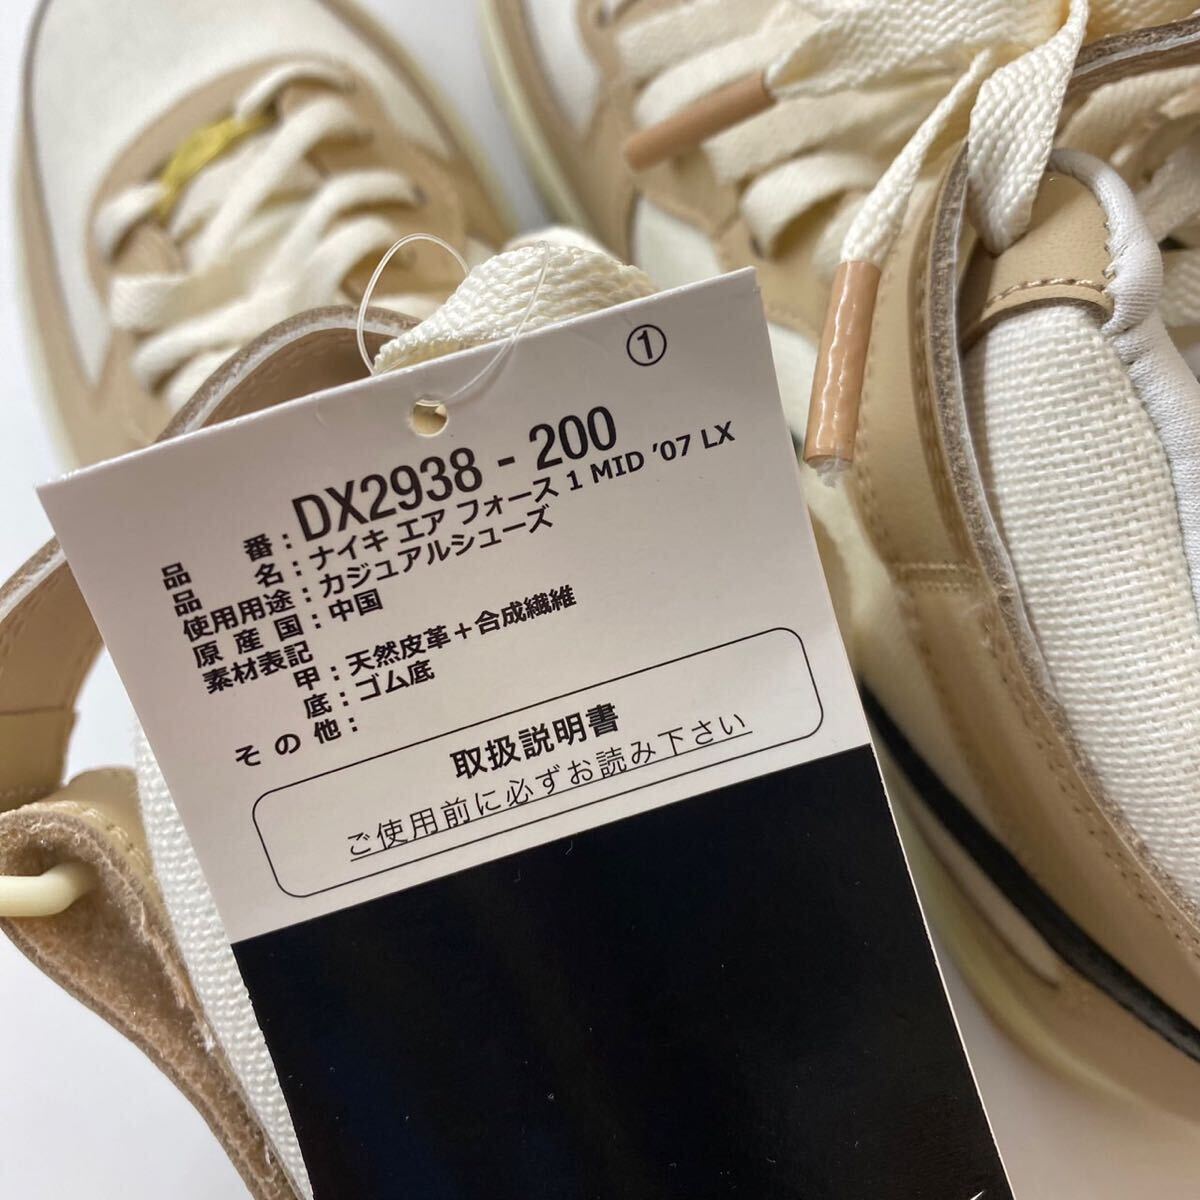 ①
品番：DX2938 - 200
品名：ナイキ エア フォース 1 MID '07 LX
使用用途：カジュアルシューズ
原産国：中国
素材表記
甲：天然皮革＋合成繊維
底：ゴム底
その他：
取扱説明書
ご使用前に必ずお読み下さい